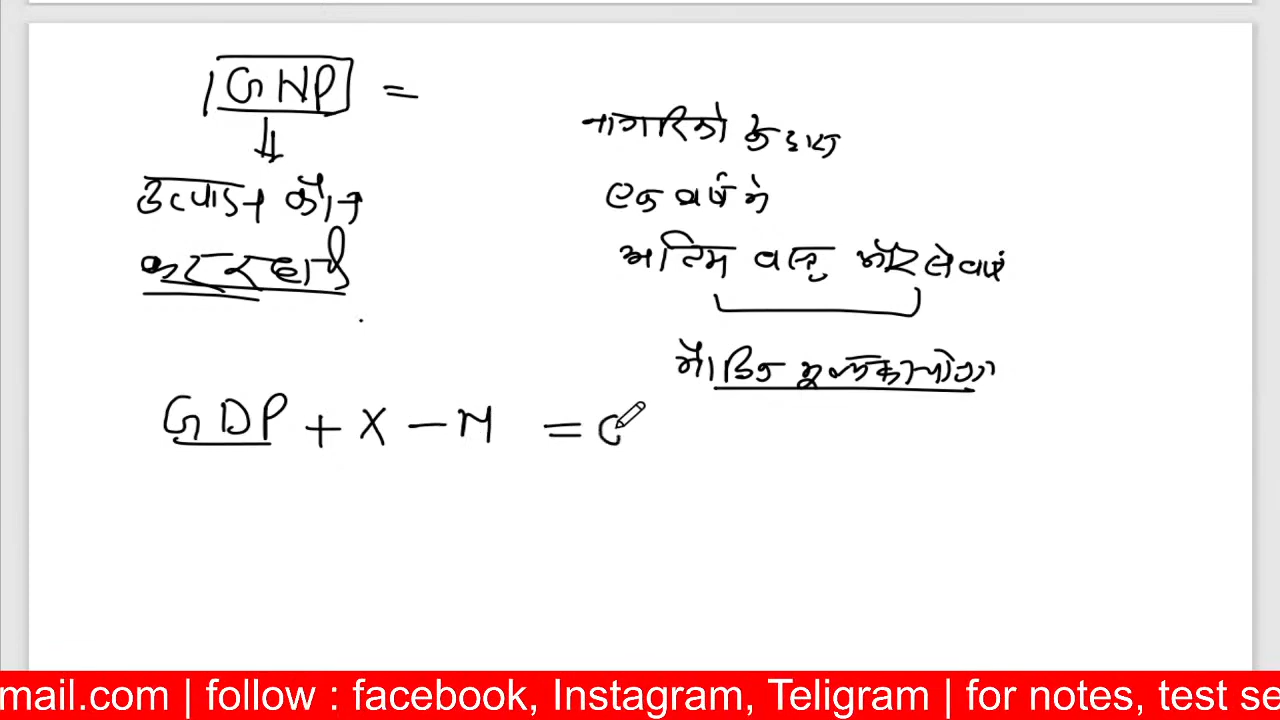 GNP =
उत्पादन कौन
कर रहा है
नागरिको के द्वारा
एक वर्ष मे
अन्तिम वस्तु और सेवाएं
मौद्रिक मूल्य का योग
GDP + X - M =
mail.com | follow : facebook, Instagram, Teligram | for notes, test se